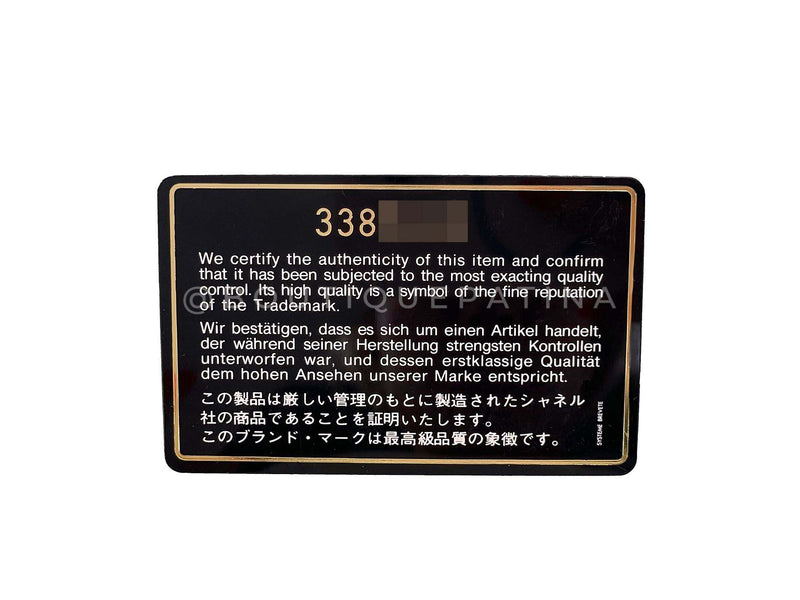 338
We certify the authenticity of this item and confirm
that it has been subjected to the most exacting quality
control. Its high quality is a symbol of the fine reputation
of the Trademark.
@BOUTIQUEPATINA
Wir bestätigen, dass es sich um einen Artikel handelt,
der während seiner Herstellung strengsten Kontrollen
unterworfen war, und dessen erstklassige Qualität
dem hohen Ansehen unserer Marke entspricht.
この製品は厳しい管理のもとに製造されたシャネル
社の商品であることを証明いたします。
このブランド・マークは最高級品質の象徴です。
SYSTEME BREVETE